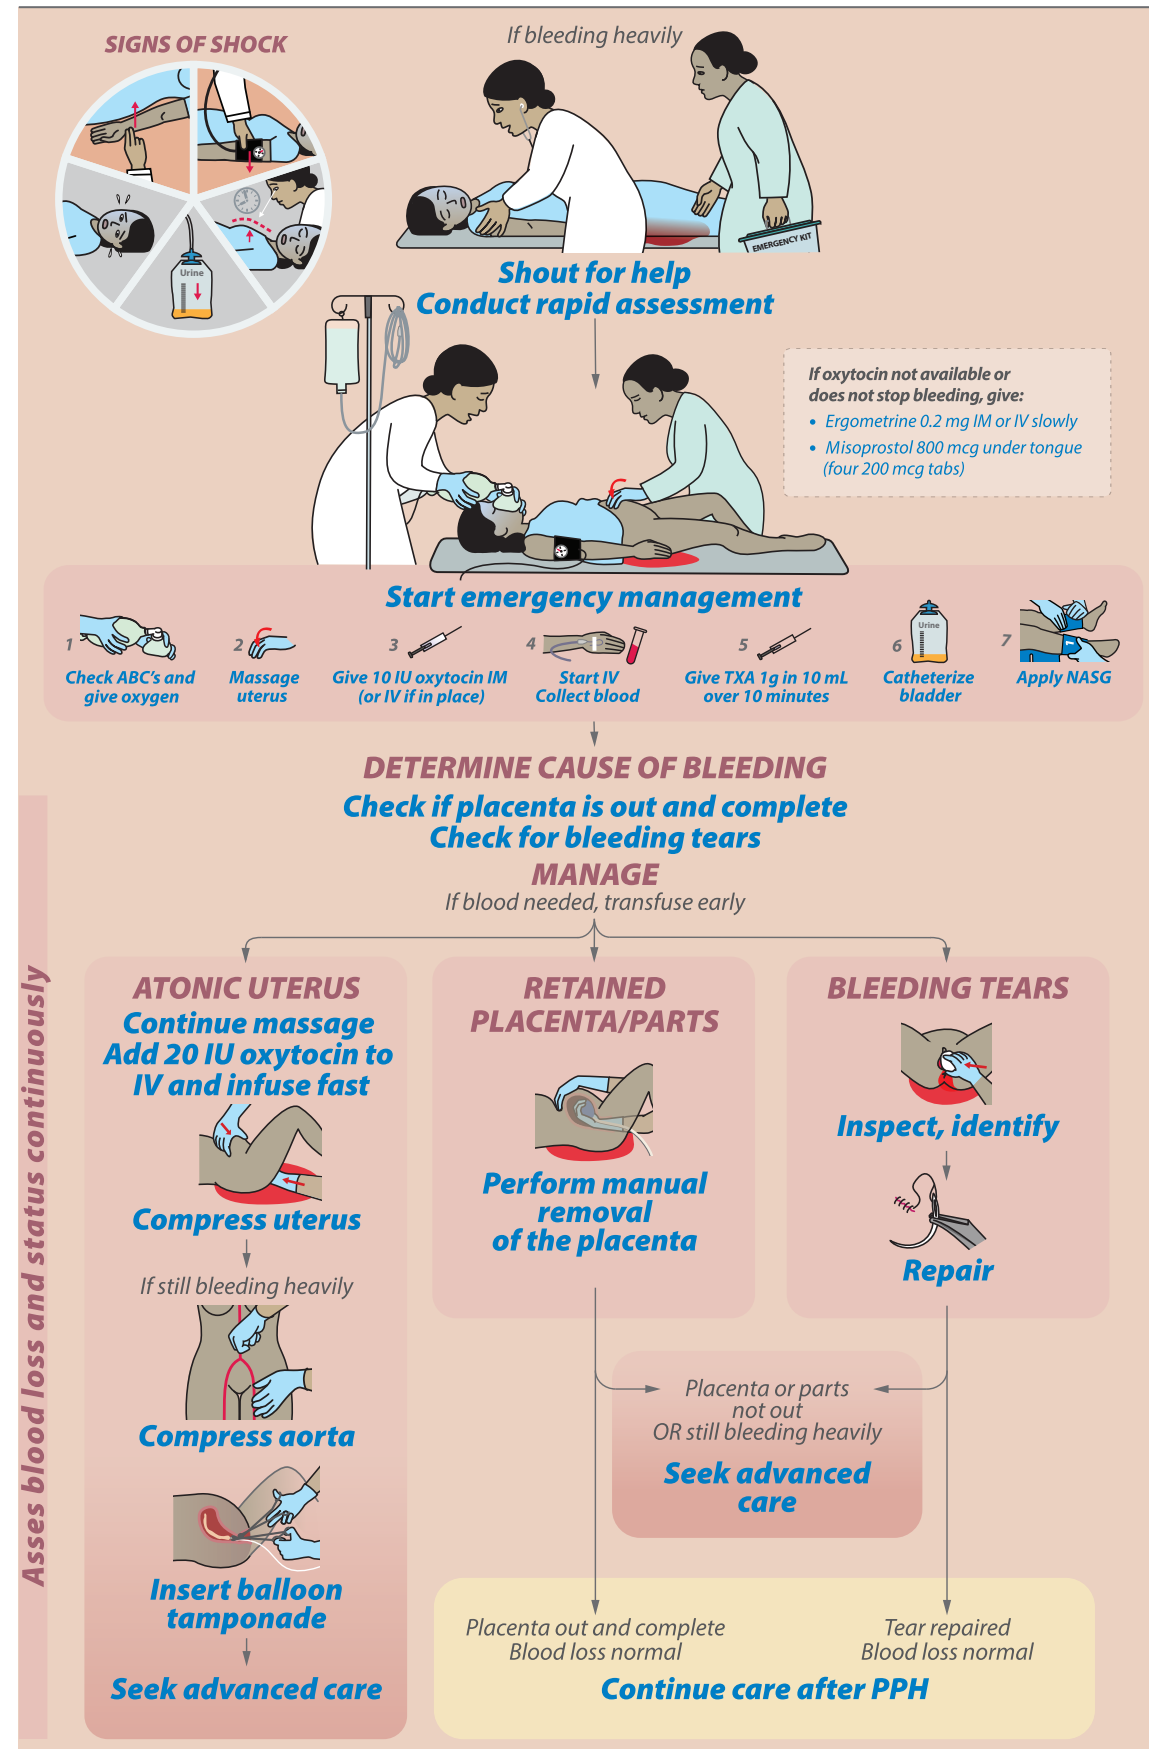 SIGNS OF SHOCK
Urine
If bleeding heavily
EMERGENCY KIT
Shout for help
Conduct rapid assessment
If oxytocin not available or
does not stop bleeding, give:
• Ergometrine 0.2 mg IM or IV slowly
• Misoprostol 800 mcg under tongue
(four 200 mcg tabs)
Start emergency management
1
Check ABC's and
give oxygen
2
Massage
uterus
3
Give 10 IU oxytocin IM
(or IV if in place)
4
Start IV
Collect blood
5
Give TXA 1g in 10 mL
over 10 minutes
6
Urine
Catheterize
bladder
7
1
Apply NASG
DETERMINE CAUSE OF BLEEDING
Check if placenta is out and complete
Check for bleeding tears
MANAGE
If blood needed, transfuse early
Asses blood loss and status continuously
ATONIC UTERUS
Continue massage
Add 20 IU oxytocin to
IV and infuse fast
Compress uterus
If still bleeding heavily
Compress aorta
Insert balloon
tamponade
Seek advanced care
RETAINED
PLACENTA/PARTS
Perform manual
removal
of the placenta
BLEEDING TEARS
Inspect, identify
Repair
Placenta or parts
not out
OR still bleeding heavily
Seek advanced
care
Placenta out and complete
Blood loss normal
Tear repaired
Blood loss normal
Continue care after PPH